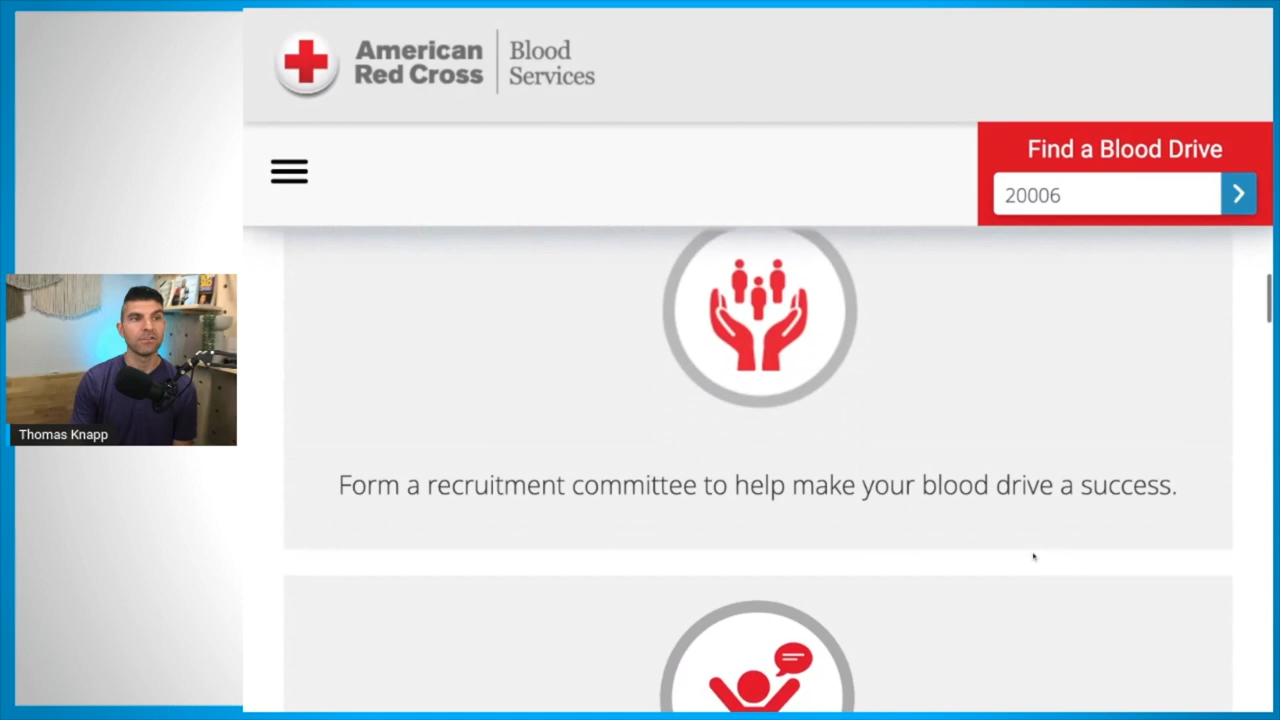 American
Red Cross
Blood
Services
Find a Blood Drive
20006
Thomas Knapp
Form a recruitment committee to help make your blood drive a success.